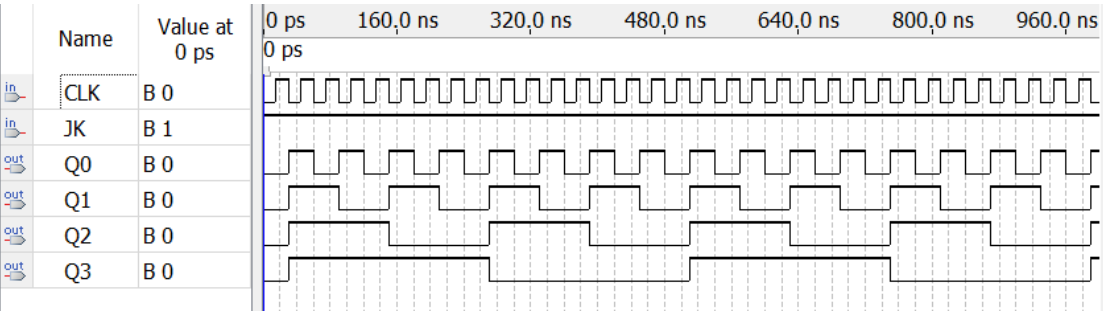 Name Value at 0 ps 0 ps 160.0 ns 320.0 ns 480.0 ns 640.0 ns 800.0 ns 960.0 ns
0 ps
in CLK B 0
in JK B 1
out Q0 B 0
out Q1 B 0
out Q2 B 0
out Q3 B 0